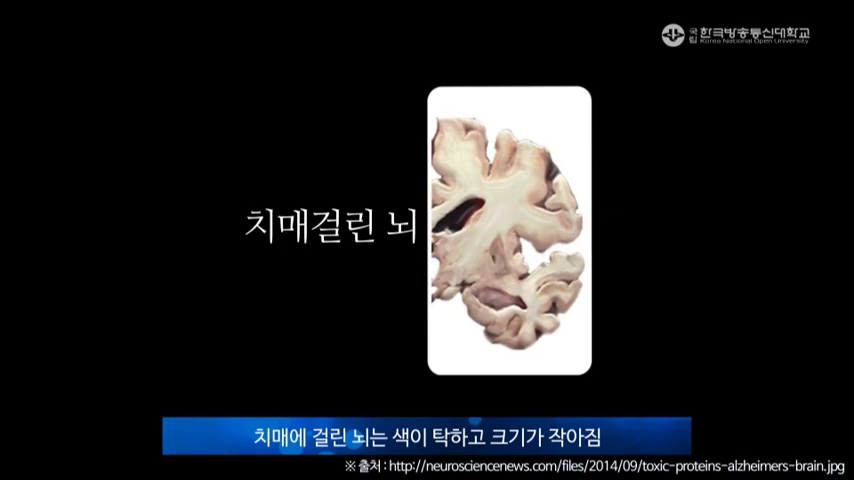 국립 한국방송통신대학교
Korea National Open University
치매걸린 뇌
치매에 걸린 뇌는 색이 탁하고 크기가 작아짐
※ 출처 : http://neurosciencenews.com/files/2014/09/toxic-proteins-alzheimers-brain.jpg